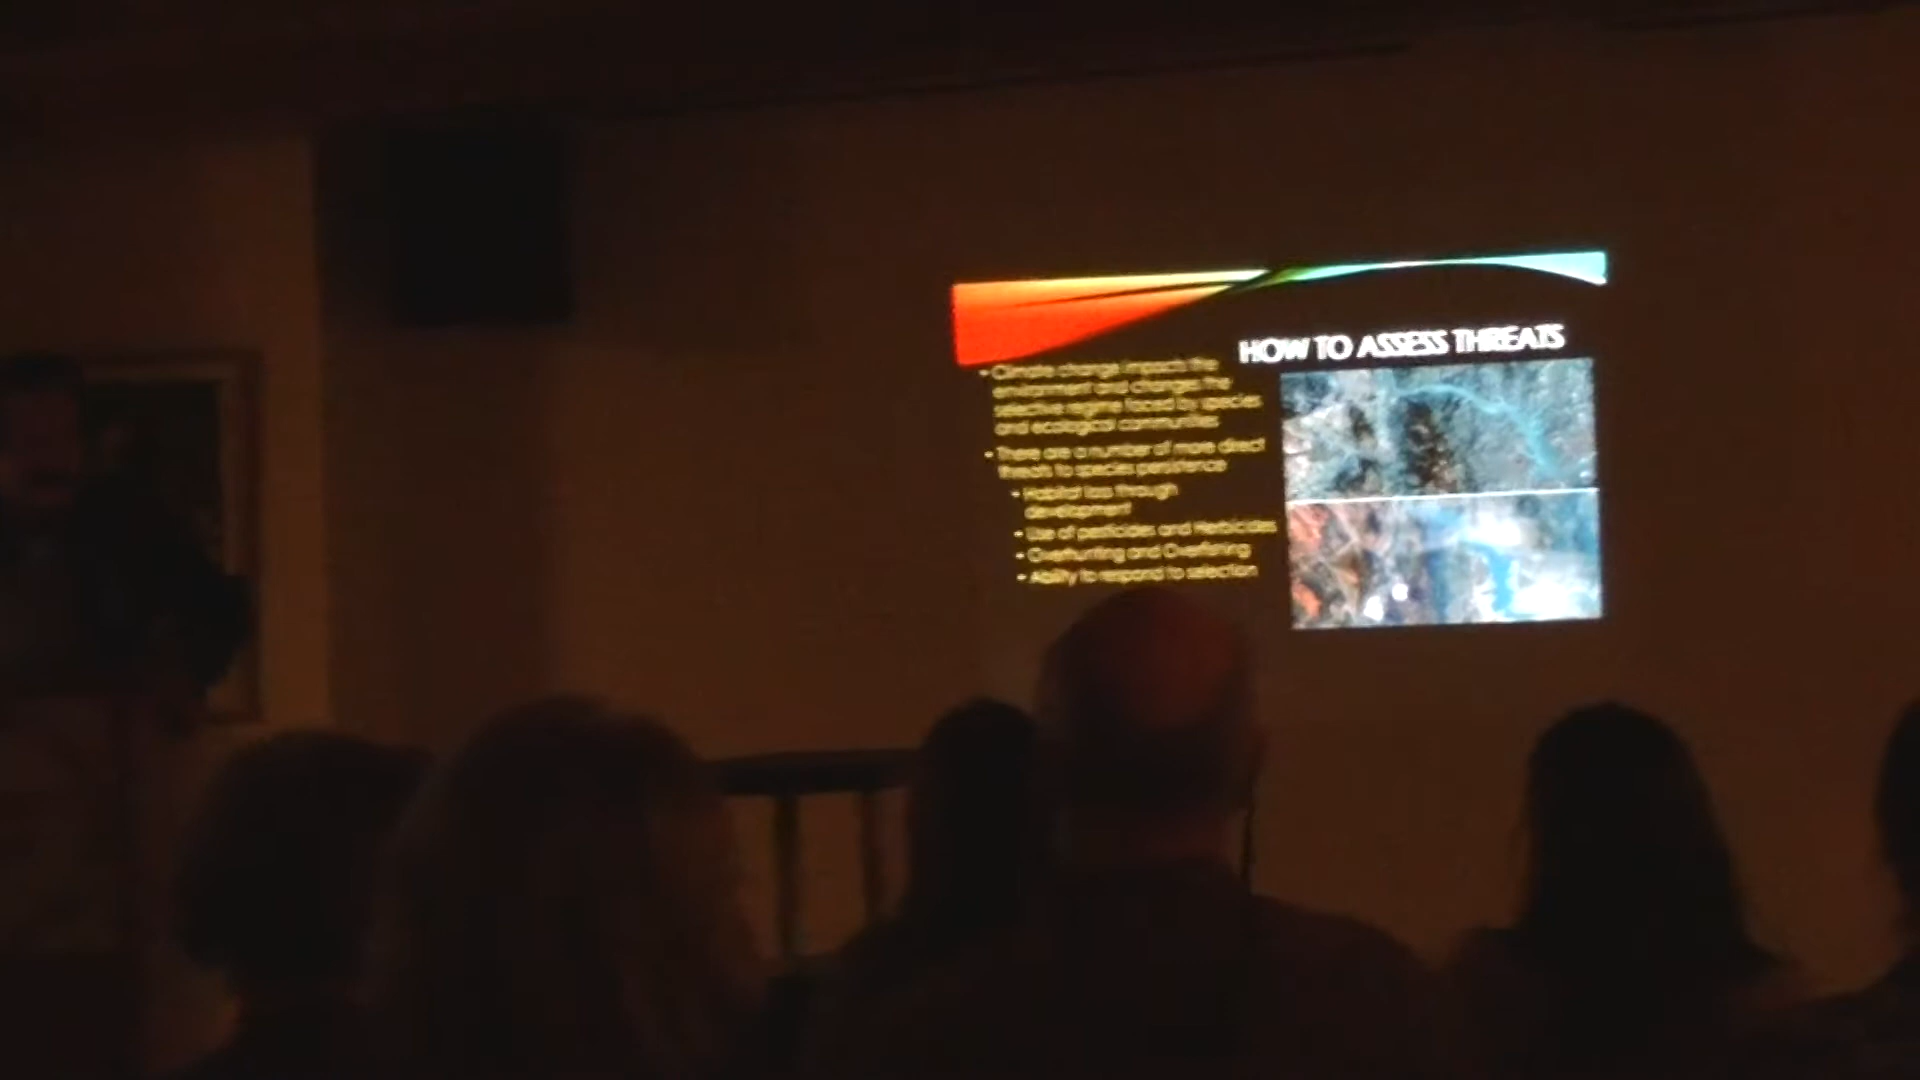 HOW TO ASSESS THREATS
• Climate change impacts the
environment and changes the
selective regime faced by species
and ecological communities
• There are a number of more direct
threats to species persistence
• Habitat loss through
development
• Use of pesticides and Herbicides
• Overhunting and Overfishing
• Ability to respond to selection